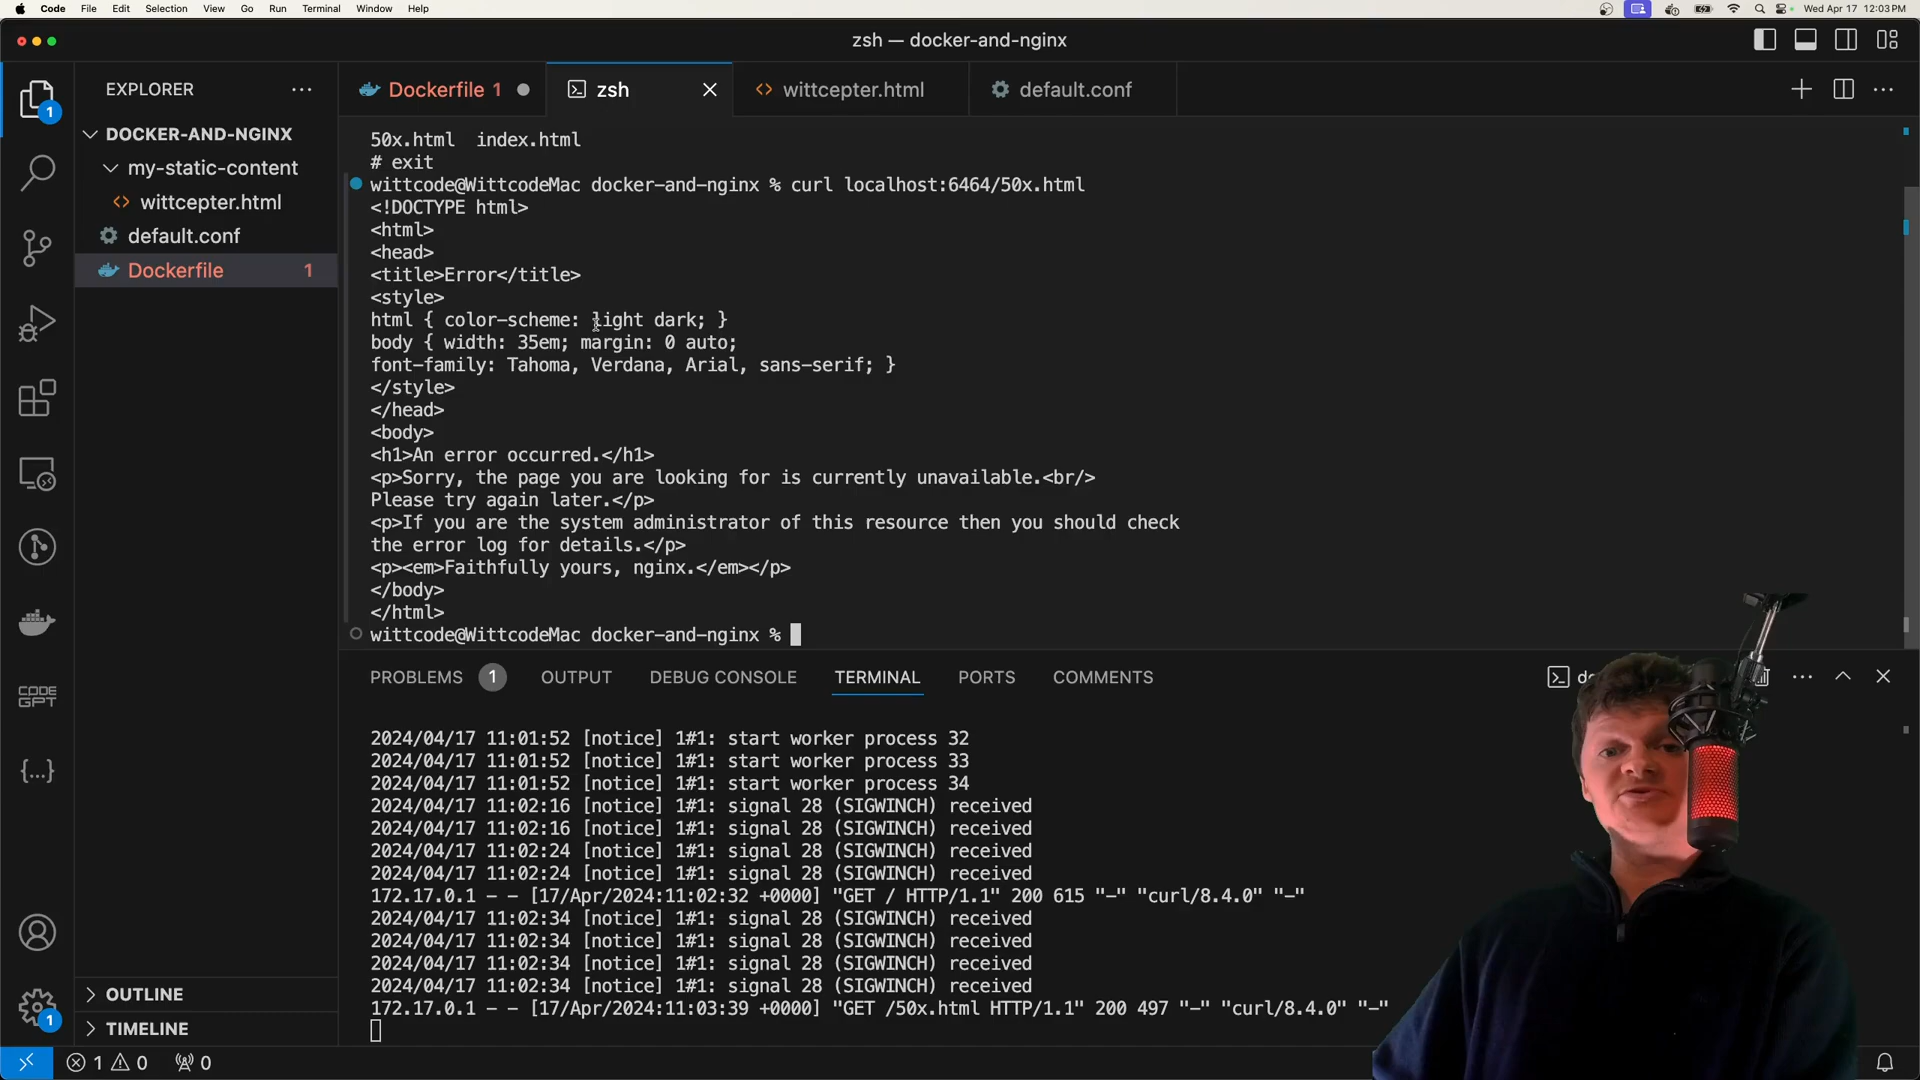 Code File Edit Selection View Go Run Terminal Window Help Wed Apr 17 12:03PM
zsh — docker-and-nginx
EXPLORER
Dockerfile 1
zsh
wittcepter.html
default.conf
1
DOCKER-AND-NGINX
my-static-content
wittcepter.html
default.conf
Dockerfile 1
50x.html index.html
# exit
wittcode@WittcodeMac docker-and-nginx % curl localhost:6464/50x.html
<!DOCTYPE html>
<html>
<head>
<title>Error</title>
<style>
html { color-scheme: light dark; }
body { width: 35em; margin: 0 auto;
font-family: Tahoma, Verdana, Arial, sans-serif; }
</style>
</head>
<body>
<h1>An error occurred.</h1>
<p>Sorry, the page you are looking for is currently unavailable.<br/>
Please try again later.</p>
<p>If you are the system administrator of this resource then you should check
the error log for details.</p>
<p><em>Faithfully yours, nginx.</em></p>
</body>
</html>
wittcode@WittcodeMac docker-and-nginx %
PROBLEMS 1 OUTPUT DEBUG CONSOLE TERMINAL PORTS COMMENTS
CODE
GPT
{...}
2024/04/17 11:01:52 [notice] 1#1: start worker process 32
2024/04/17 11:01:52 [notice] 1#1: start worker process 33
2024/04/17 11:01:52 [notice] 1#1: start worker process 34
2024/04/17 11:02:16 [notice] 1#1: signal 28 (SIGWINCH) received
2024/04/17 11:02:16 [notice] 1#1: signal 28 (SIGWINCH) received
2024/04/17 11:02:24 [notice] 1#1: signal 28 (SIGWINCH) received
2024/04/17 11:02:24 [notice] 1#1: signal 28 (SIGWINCH) received
172.17.0.1 - - [17/Apr/2024:11:02:32 +0000] "GET / HTTP/1.1" 200 615 "-" "curl/8.4.0" "-"
2024/04/17 11:02:34 [notice] 1#1: signal 28 (SIGWINCH) received
2024/04/17 11:02:34 [notice] 1#1: signal 28 (SIGWINCH) received
2024/04/17 11:02:34 [notice] 1#1: signal 28 (SIGWINCH) received
2024/04/17 11:02:34 [notice] 1#1: signal 28 (SIGWINCH) received
172.17.0.1 - - [17/Apr/2024:11:03:39 +0000] "GET /50x.html HTTP/1.1" 200 497 "-" "curl/8.4.0" "-"
OUTLINE
TIMELINE
1
1 0 0